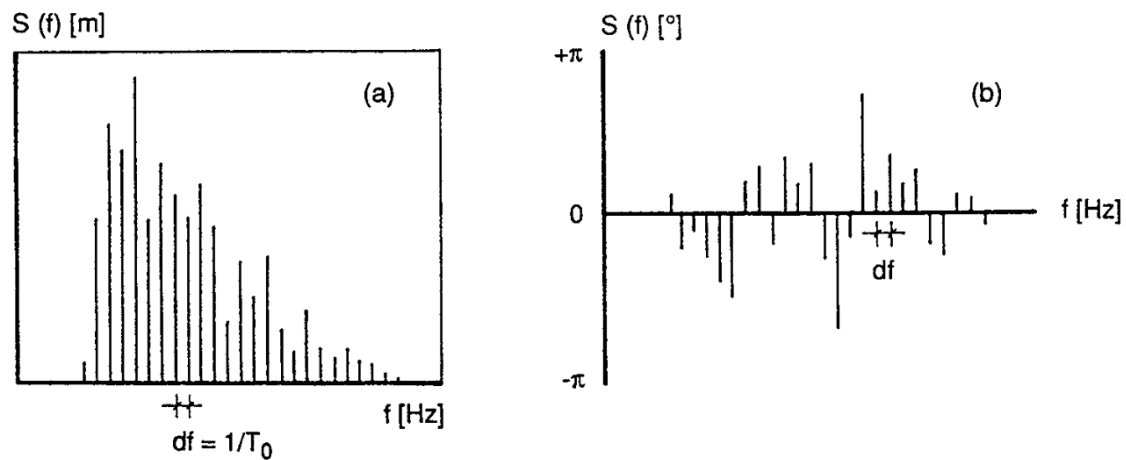 S (f) [m]
(a)
f [Hz]
df = 1/T₀
S (f) [°]
+π
(b)
0
f [Hz]
df
-π